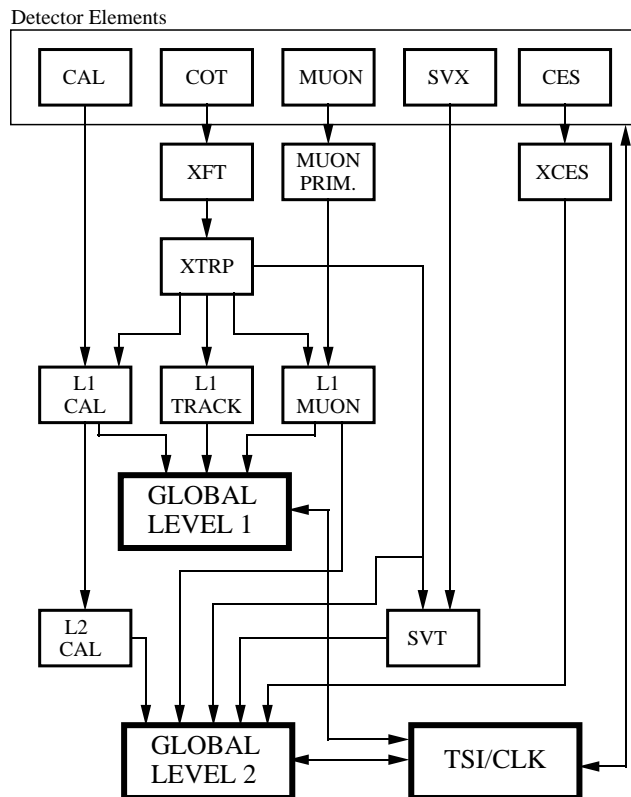 Detector Elements
CAL
COT
MUON
SVX
CES
XFT
MUON
PRIM.
XCES
XTRP
L1
CAL
L1
TRACK
L1
MUON
GLOBAL
LEVEL 1
L2
CAL
SVT
GLOBAL
LEVEL 2
TSI/CLK